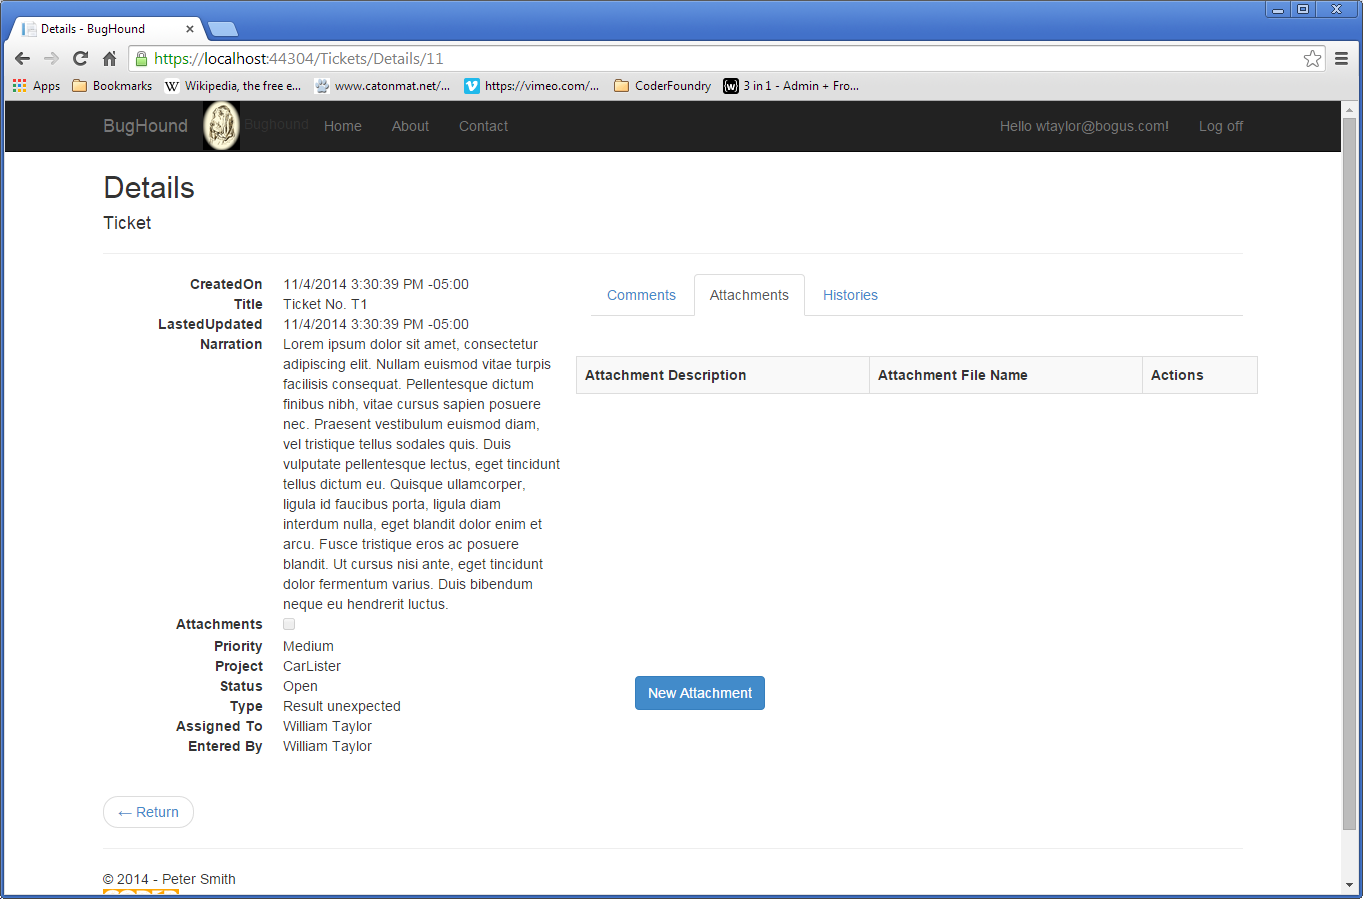 Details - BugHound
https://localhost:44304/Tickets/Details/11
Apps Bookmarks Wikipedia, the free e... www.catonmat.net/... https://vimeo.com/... CoderFoundry 3 in 1 - Admin + Fro...
BugHound Bughound Home About Contact Hello wtaylor@bogus.com! Log off
Details
Ticket
CreatedOn 11/4/2014 3:30:39 PM -05:00
Title Ticket No. T1
LastedUpdated 11/4/2014 3:30:39 PM -05:00
Narration Lorem ipsum dolor sit amet, consectetur
adipiscing elit. Nullam euismod vitae turpis
facilisis consequat. Pellentesque dictum
finibus nibh, vitae cursus sapien posuere
nec. Praesent vestibulum euismod diam,
vel tristique tellus sodales quis. Duis
vulputate pellentesque lectus, eget tincidunt
tellus dictum eu. Quisque ullamcorper,
ligula id faucibus porta, ligula diam
interdum nulla, eget blandit dolor enim et
arcu. Fusce tristique eros ac posuere
blandit. Ut cursus nisi ante, eget tincidunt
dolor fermentum varius. Duis bibendum
neque eu hendrerit luctus.
Attachments
Priority Medium
Project CarLister
Status Open
Type Result unexpected
Assigned To William Taylor
Entered By William Taylor
Comments Attachments Histories
Attachment Description Attachment File Name Actions
New Attachment
← Return
© 2014 - Peter Smith